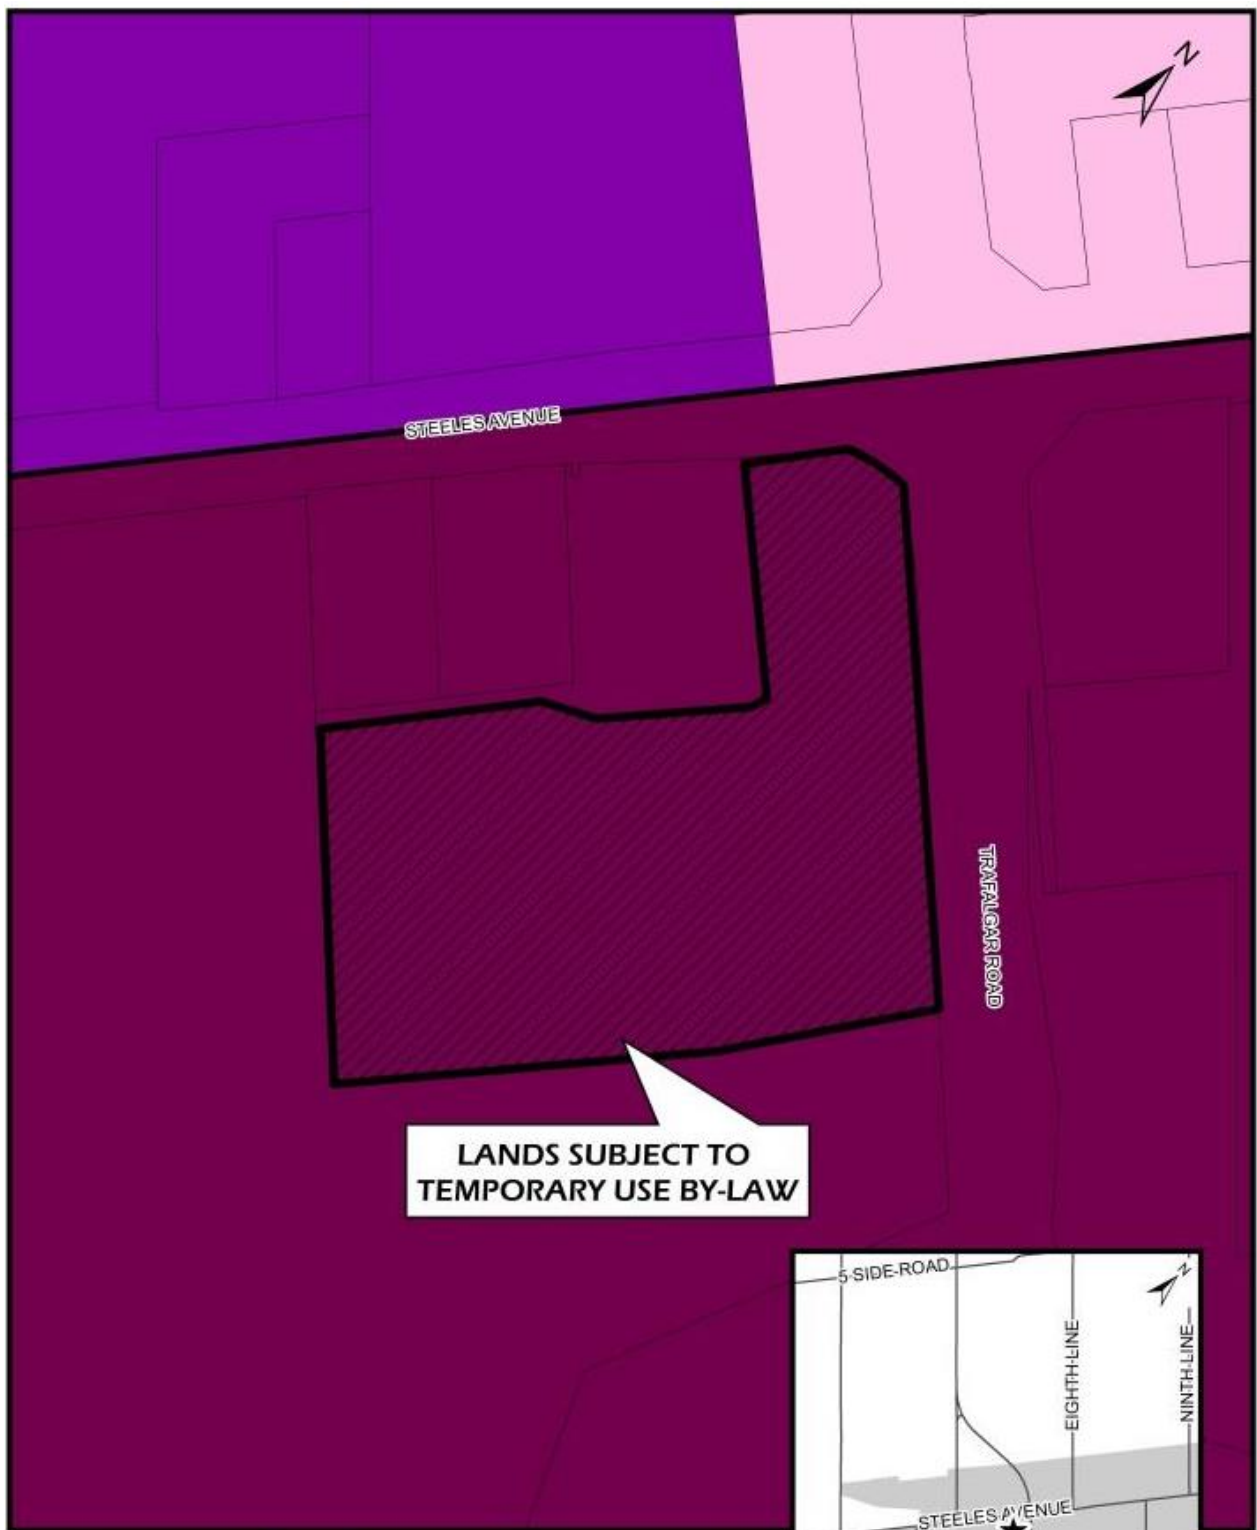 N
STEELES AVENUE
TRAFALGAR ROAD
LANDS SUBJECT TO
TEMPORARY USE BY-LAW
5 SIDE ROAD
N
EIGHTH LINE
NINTH LINE
STEELES AVENUE